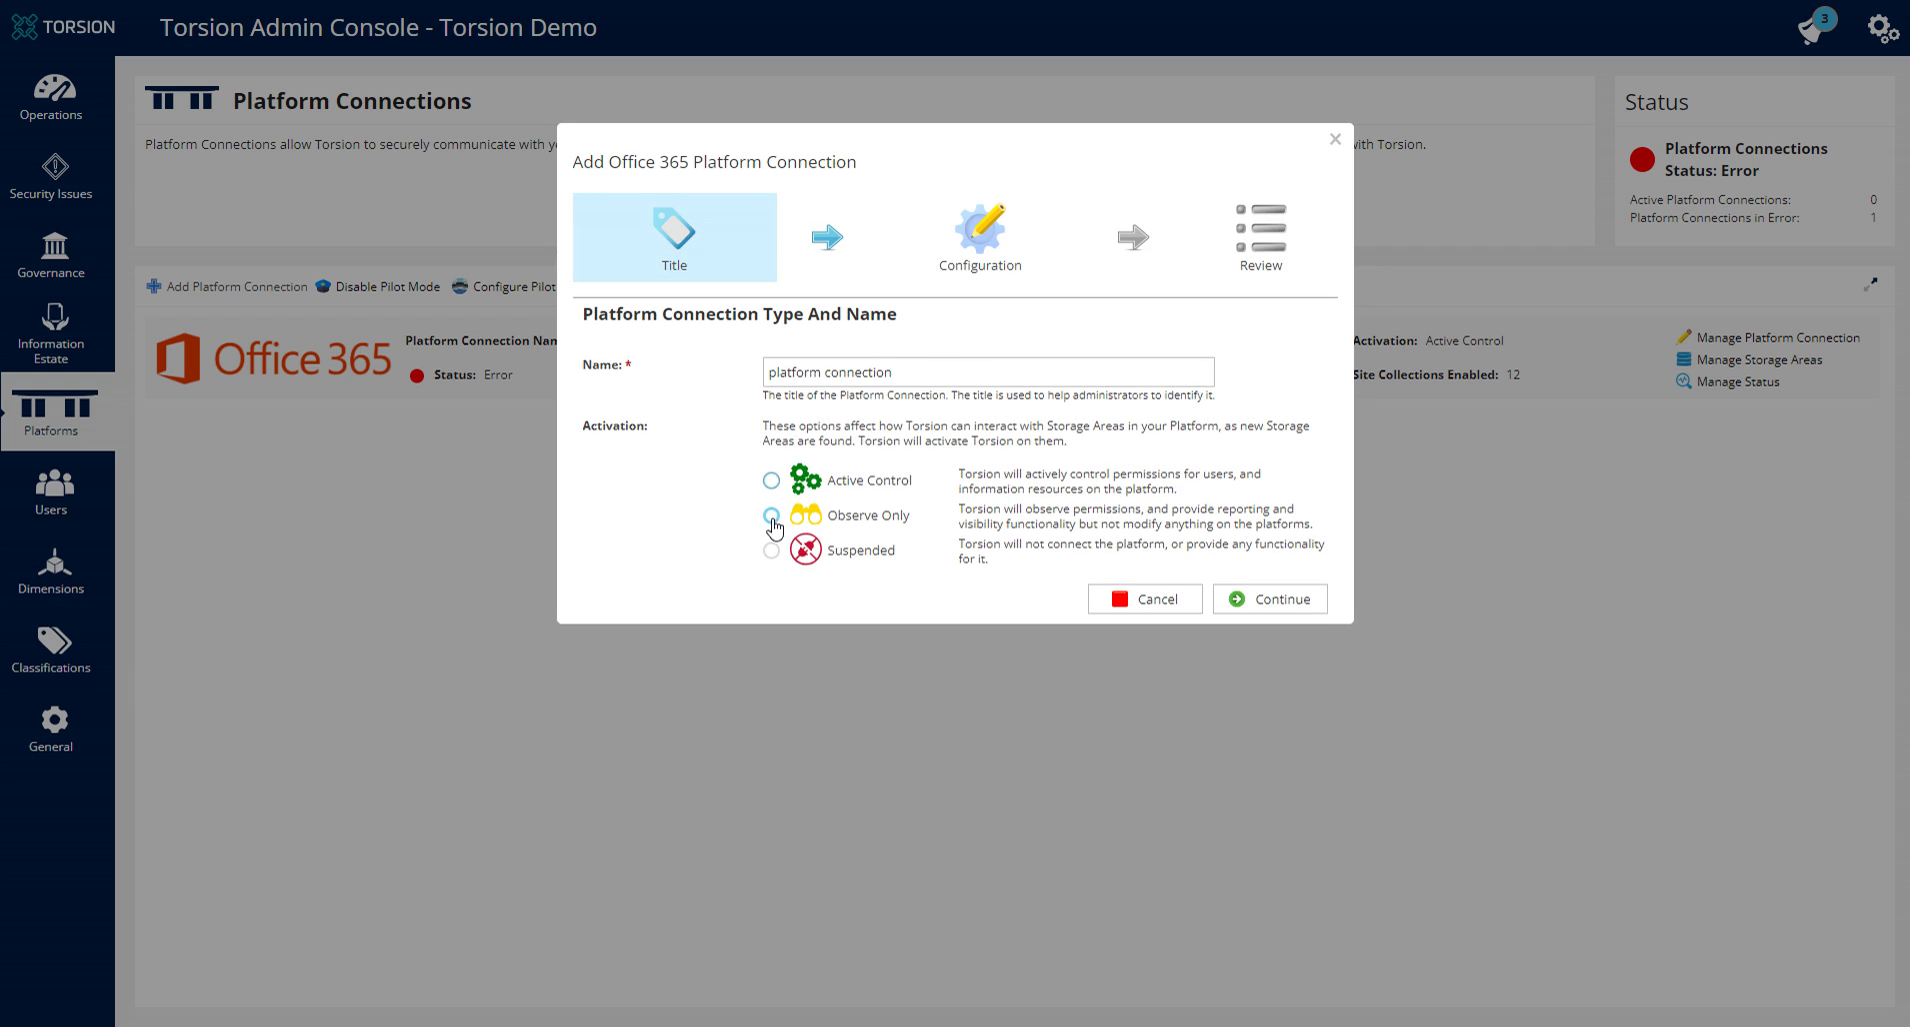 TORSION
Torsion Admin Console - Torsion Demo
3
Operations
Security Issues
Governance
Information
Estate
Platforms
Users
Dimensions
Classifications
General
Platform Connections
Platform Connections allow Torsion to securely communicate with y
with Torsion.
Status
Platform Connections
Status: Error
Active Platform Connections: 0
Platform Connections in Error: 1
Add Platform Connection Disable Pilot Mode Configure Pilot
Office 365
Platform Connection Nam
Status: Error
Activation: Active Control
Site Collections Enabled: 12
Manage Platform Connection
Manage Storage Areas
Manage Status
Add Office 365 Platform Connection
Title
Configuration
Review
Platform Connection Type And Name
Name: *
platform connection
The title of the Platform Connection. The title is used to help administrators to identify it.
Activation:
These options affect how Torsion can interact with Storage Areas in your Platform, as new Storage
Areas are found. Torsion will activate Torsion on them.
Active Control
Torsion will actively control permissions for users, and
information resources on the platform.
Observe Only
Torsion will observe permissions, and provide reporting and
visibility functionality but not modify anything on the platforms.
Suspended
Torsion will not connect the platform, or provide any functionality
for it.
Cancel
Continue